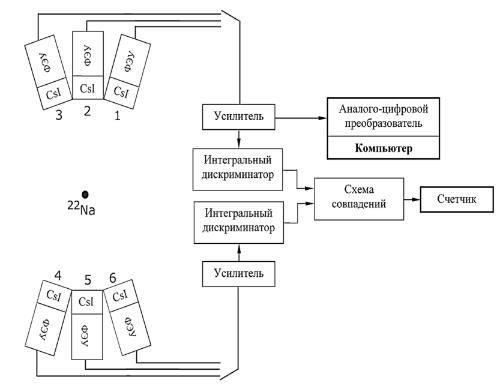 ФЭУ
ФЭУ
ФЭУ
CsI
CsI
CsI
3
2
1
Усилитель
Аналого-цифровой
преобразователь
Компьютер
Интегральный
дискриминатор
Схема
совпадений
Счетчик
Интегральный
дискриминатор
22Na
Усилитель
4
5
6
CsI
CsI
CsI
ФЭУ
ФЭУ
ФЭУ